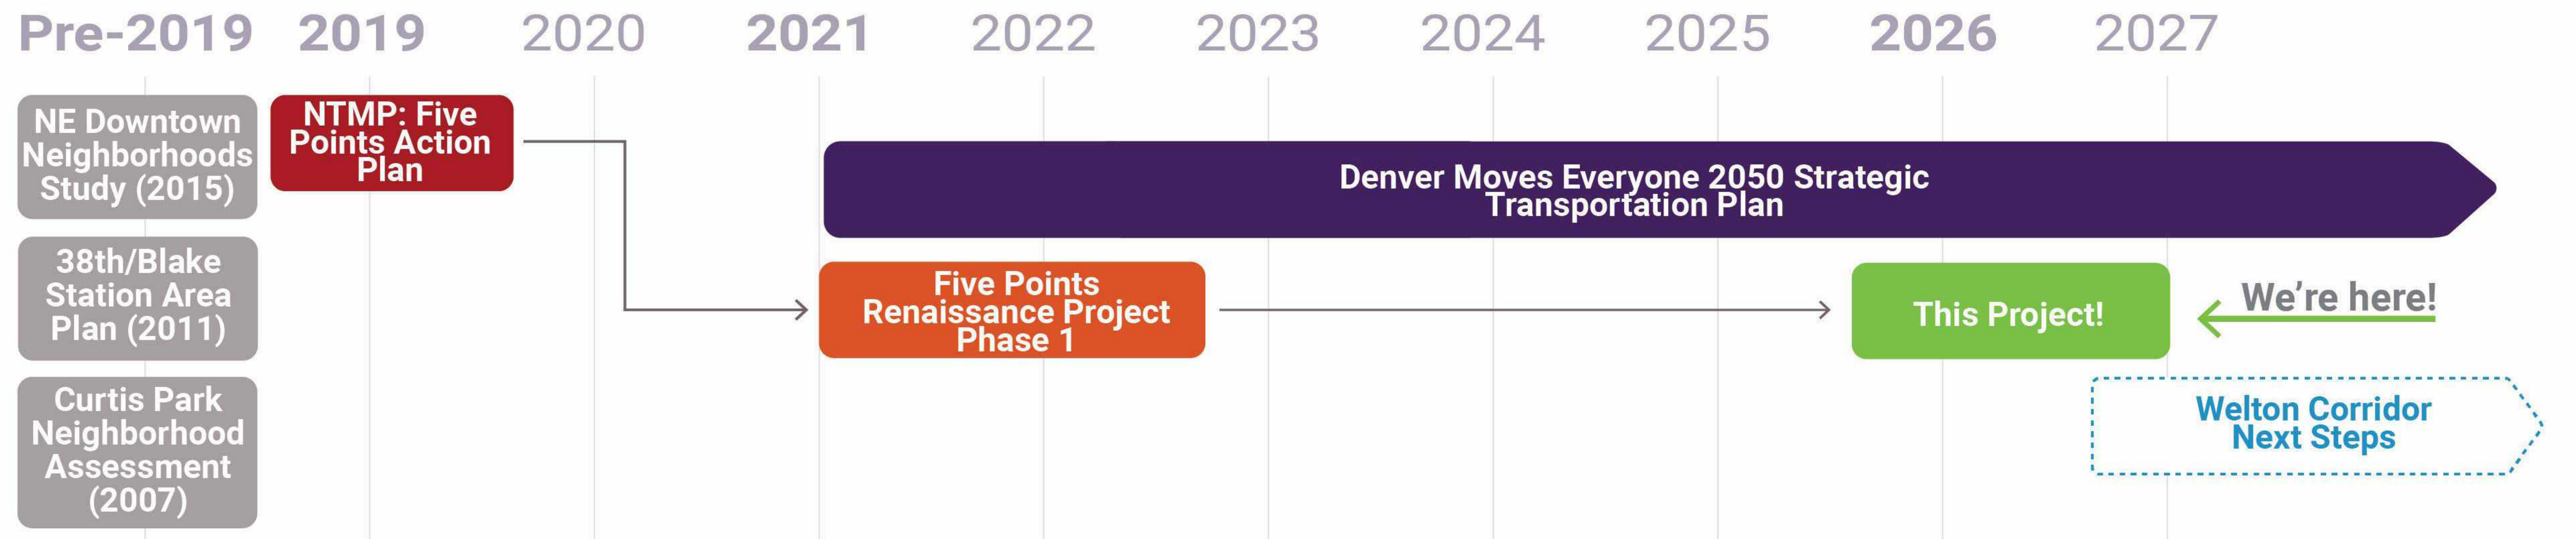 Pre-2019 2019 2020 2021 2022 2023 2024 2025 2026 2027
NE Downtown
Neighborhoods
Study (2015)
38th/Blake
Station Area
Plan (2011)
Curtis Park
Neighborhood
Assessment
(2007)
NTMP: Five
Points Action
Plan
Denver Moves Everyone 2050 Strategic
Transportation Plan
Five Points
Renaissance Project
Phase 1
This Project!
We're here!
Welton Corridor
Next Steps